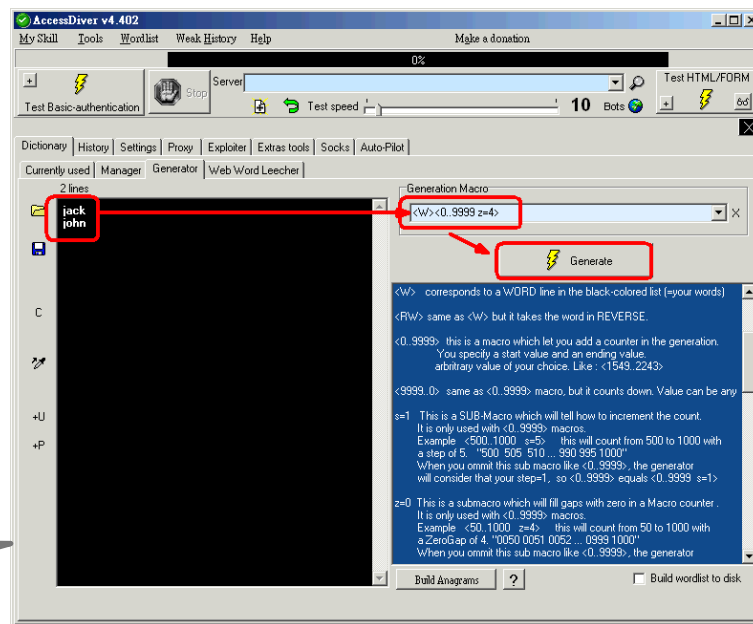 AccessDiver v4.402
My Skill Tools Wordlist Weak History Help Make a donation
0%
+ Test Basic-authentication
Stop
Server
Test speed
10 Bots
Test HTML/FORM
+
X
Dictionary History Settings Proxy Exploiter Extras tools Socks Auto-Pilot
Currently used Manager Generator Web Word Leecher
2 lines
jack
john
C
+U
+P
Generation Macro
<W><0..9999 z=4>
X
Generate
<W> corresponds to a WORD line in the black-colored list (=your words)
<RW> same as <W> but it takes the word in REVERSE.
<0..9999> this is a macro which let you add a counter in the generation.
You specify a start value and an ending value.
arbritrary value of your choice. Like : <1549..2243>
<9999..0> same as <0..9999> macro, but it counts down. Value can be any
s=1 This is a SUB-Macro which will tell how to increment the count.
It is only used with <0..9999> macros.
Example <500..1000 s=5> this will count from 500 to 1000 with
a step of 5. "500 505 510 ... 990 995 1000"
When you ommit this sub macro like <0..9999>, the generator
will consider that your step=1, so <0..9999> equals <0..9999 s=1>
z=0 This is a submacro which will fill gaps with zero in a Macro counter .
It is only used with <0..9999> macros.
Example <50..1000 z=4> this will count from 50 to 1000 with
a ZeroGap of 4. "0050 0051 0052 ... 0999 1000"
When you ommit this sub macro like <0..9999>, the generator
Build Anagrams ? Build wordlist to disk